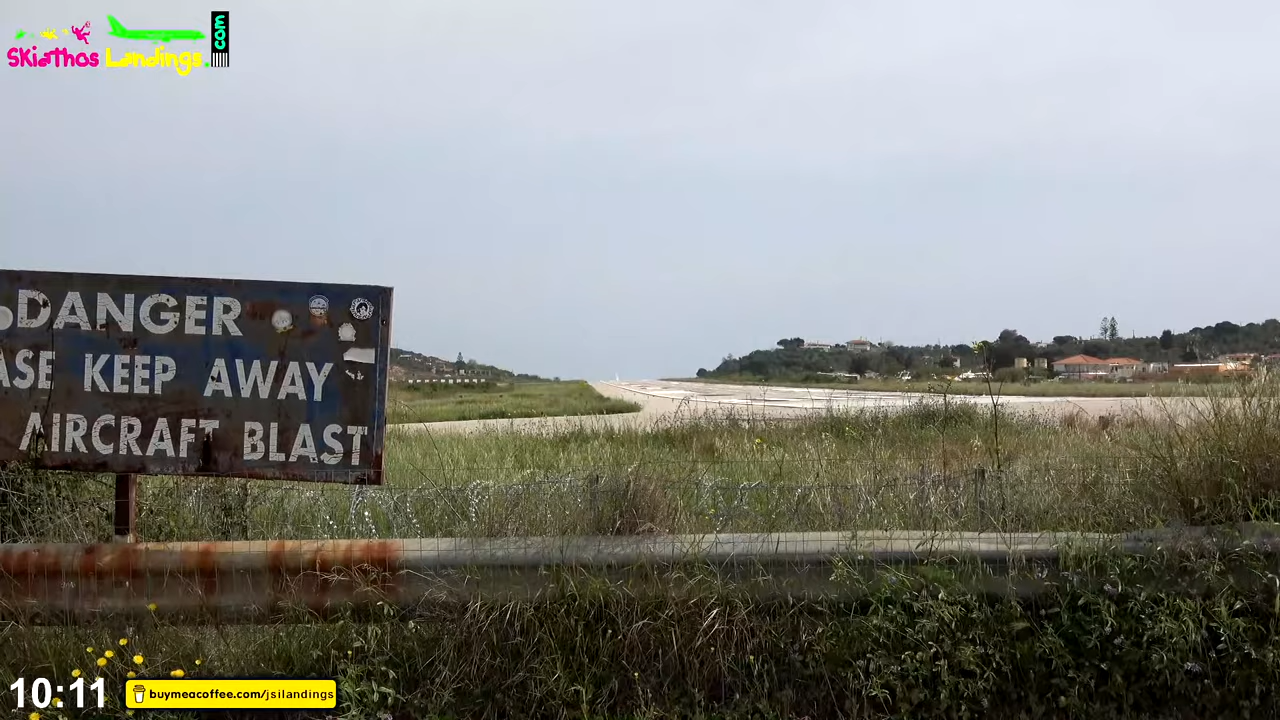 SKiaTHos Landings.com
DANGER
ASE KEEP AWAY
AIRCRAFT BLAST
10:11
buymeacoffee.com/jsilandings